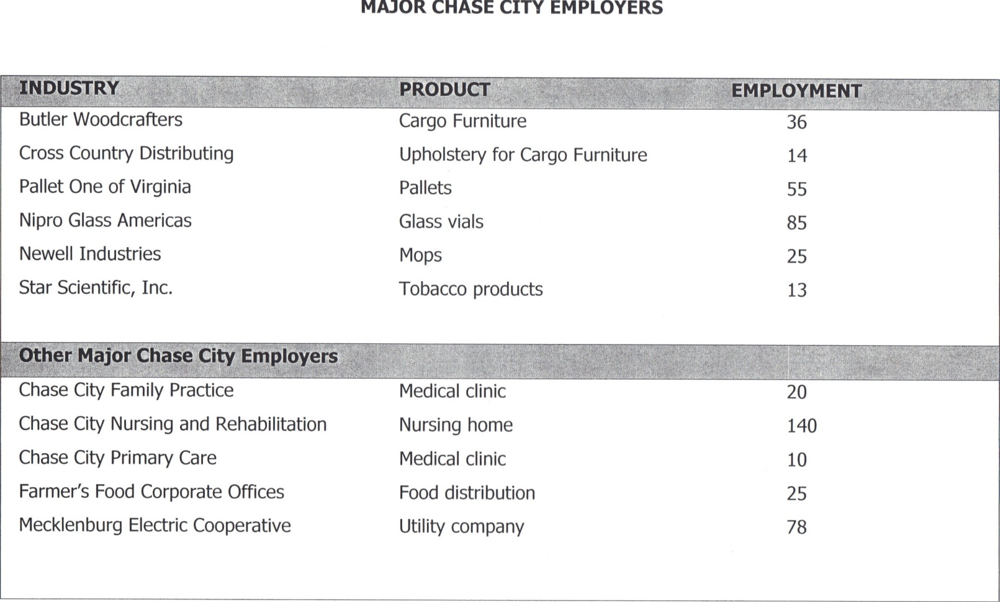 MAJOR CHASE CITY EMPLOYERS
INDUSTRY PRODUCT EMPLOYMENT
Butler Woodcrafters Cargo Furniture 36
Cross Country Distributing Upholstery for Cargo Furniture 14
Pallet One of Virginia Pallets 55
Nipro Glass Americas Glass vials 85
Newell Industries Mops 25
Star Scientific, Inc. Tobacco products 13
Other Major Chase City Employers
Chase City Family Practice Medical clinic 20
Chase City Nursing and Rehabilitation Nursing home 140
Chase City Primary Care Medical clinic 10
Farmer’s Food Corporate Offices Food distribution 25
Mecklenburg Electric Cooperative Utility company 78